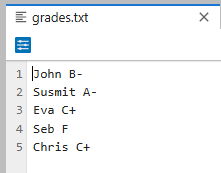 grades.txt
1 John B-
2 Susmit A-
3 Eva C+
4 Seb F
5 Chris C+